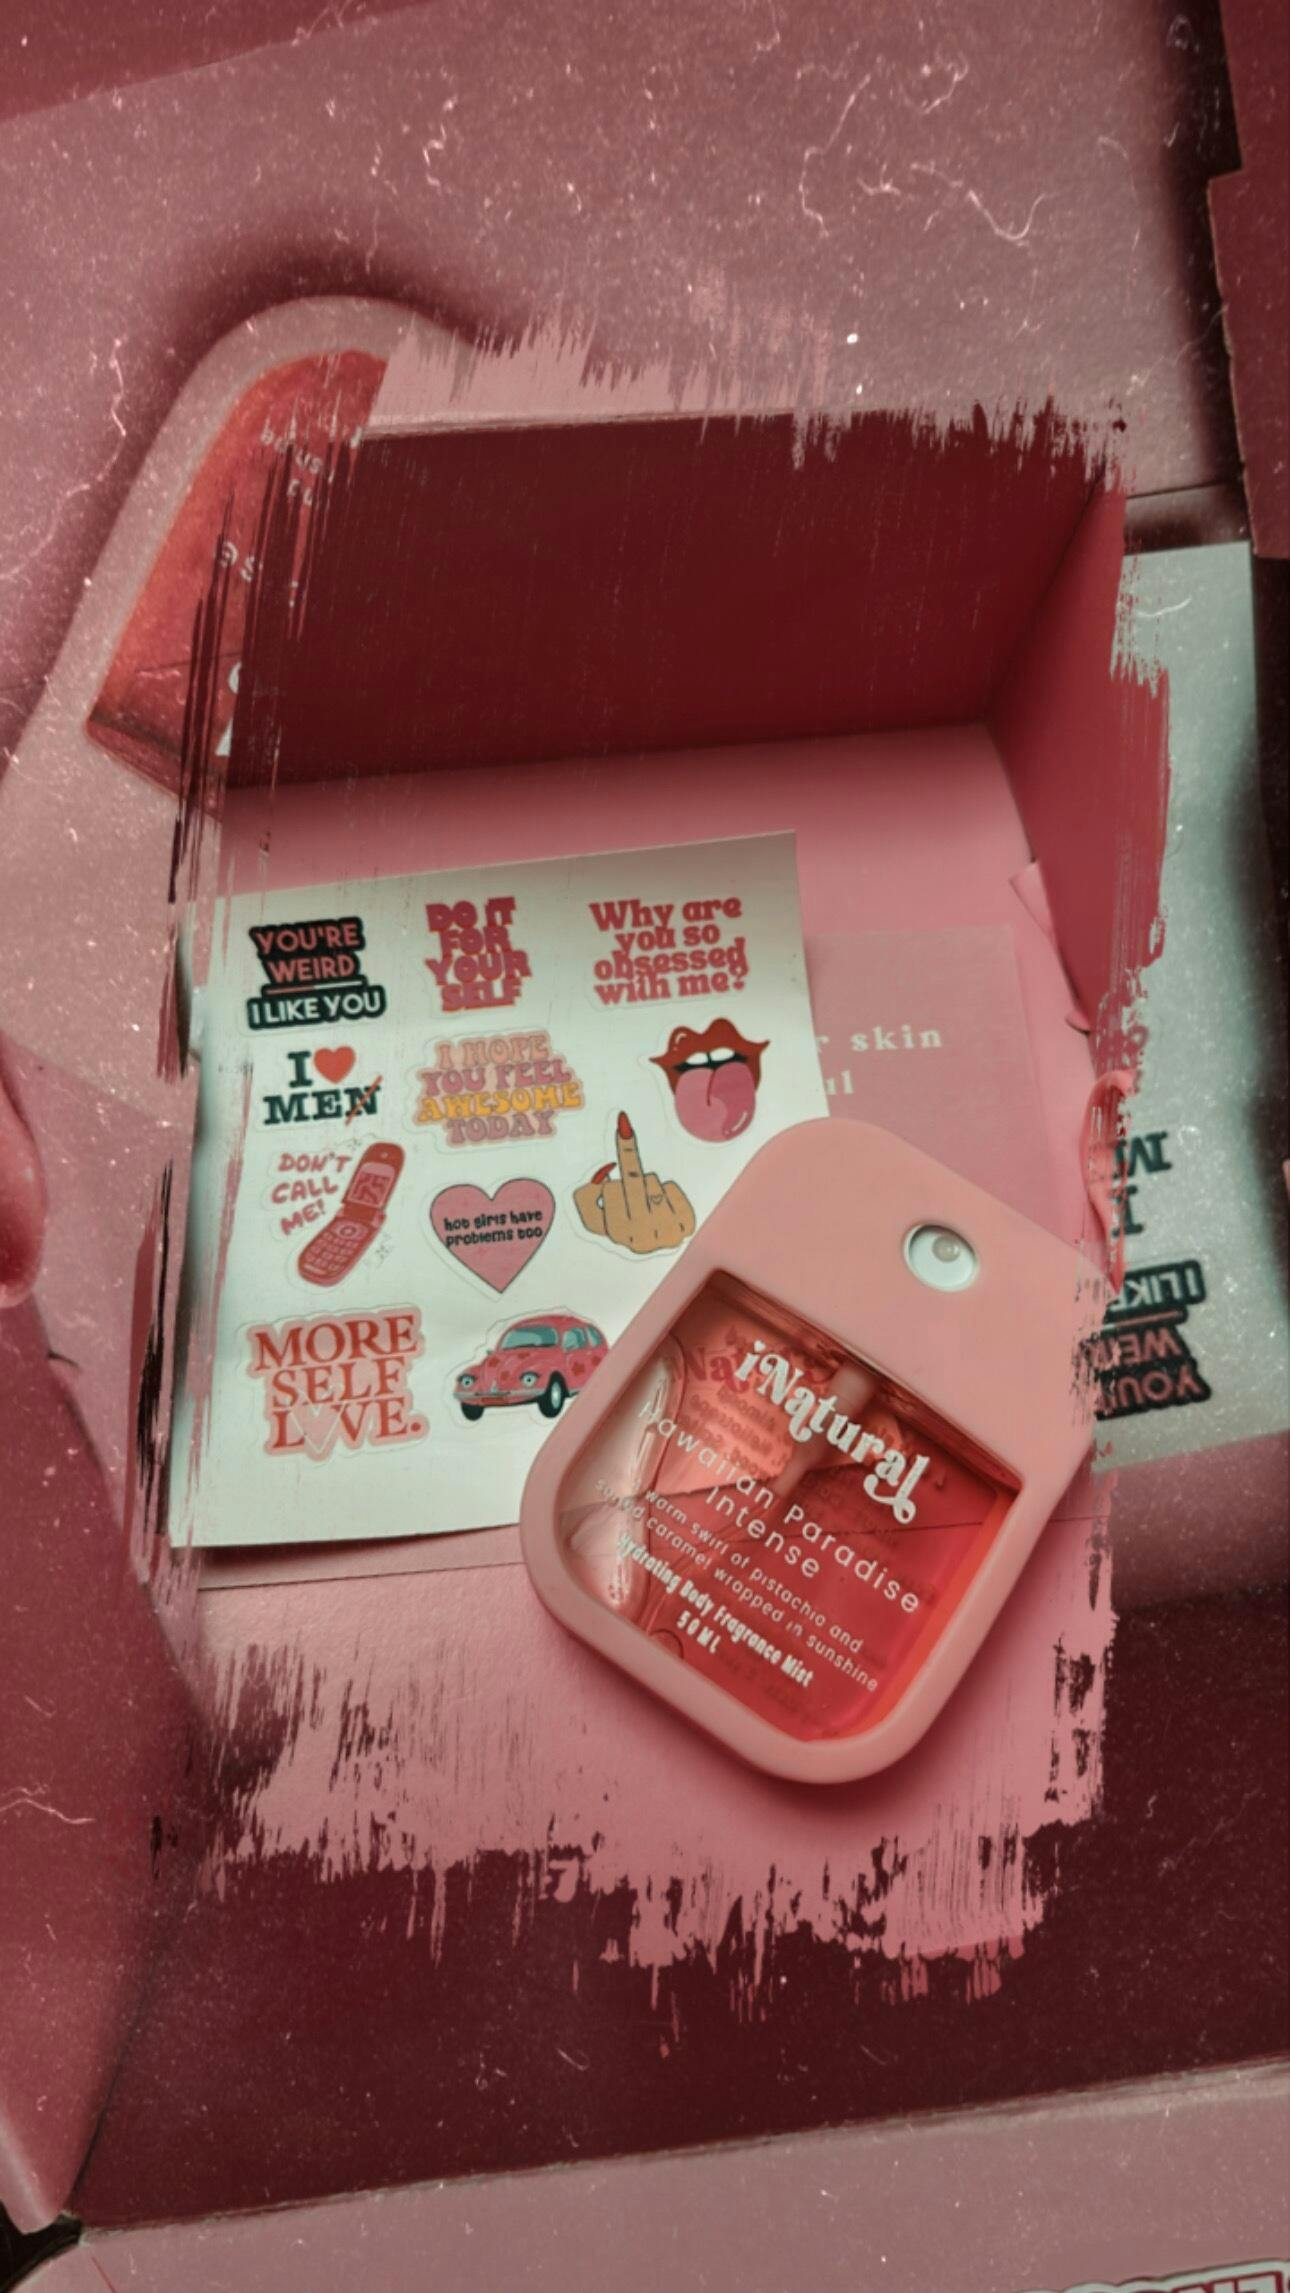 YOU'RE
WEIRD
I LIKE YOU
DO IT
FOR
YOUR
SELF
Why are
you so
obsessed
with me?
I ❤ MEN
I HOPE
YOU FEEL
AWESOME
TODAY
DON'T
CALL
ME!
hot girls have
problems too
MORE
SELF
LOVE.
skin
iNatural
Hawaiian Paradise
Intense
a warm swirl of pistachio and
salted caramel wrapped in sunshine
Hydrating Body Fragrance Mist
50ML